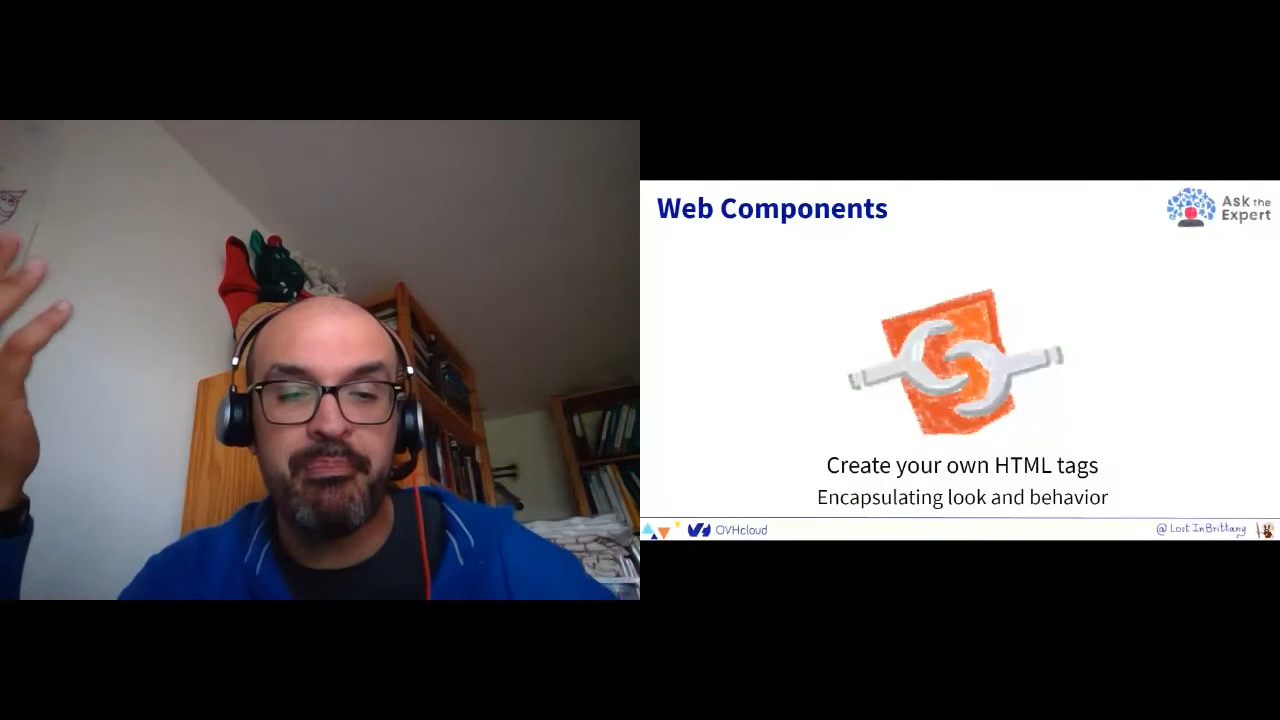 Web Components
Ask the
Expert
Create your own HTML tags
Encapsulating look and behavior
OVHcloud
@LostInBrittany